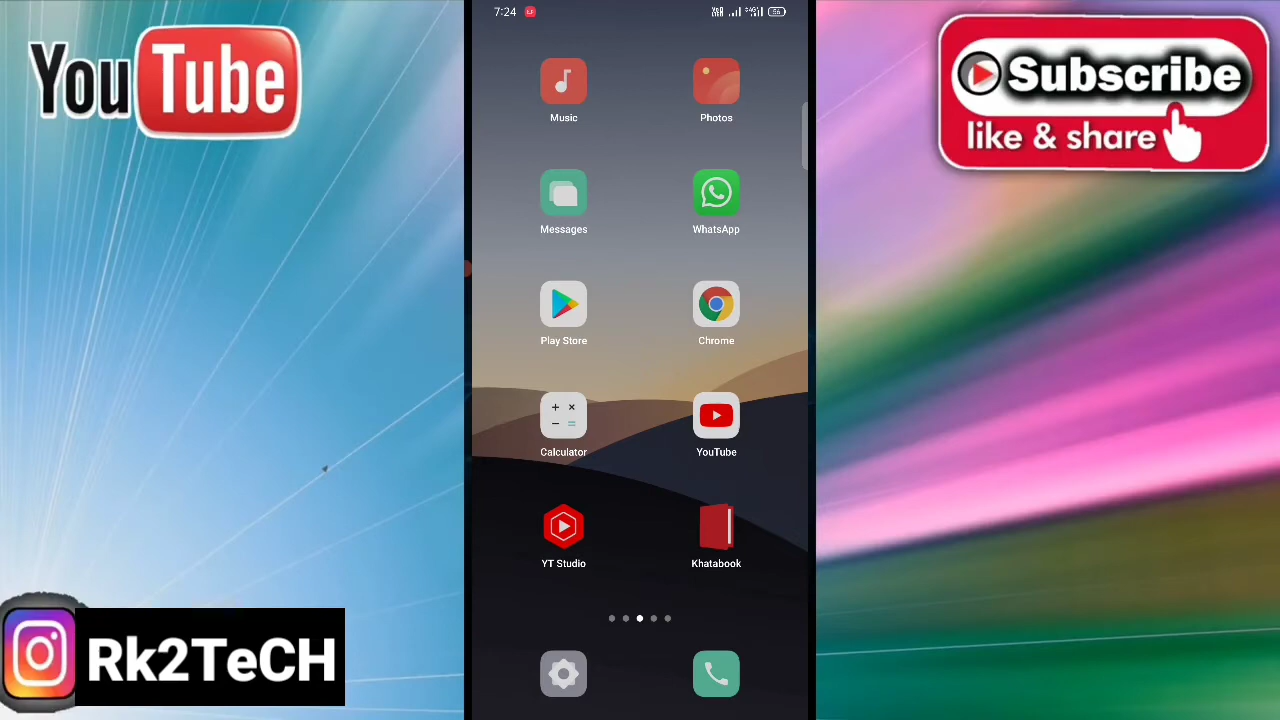 YouTube
7:24
56
Subscribe
like & share
Music
Photos
Messages
WhatsApp
Play Store
Chrome
Calculator
YouTube
YT Studio
Khatabook
Rk2TeCH